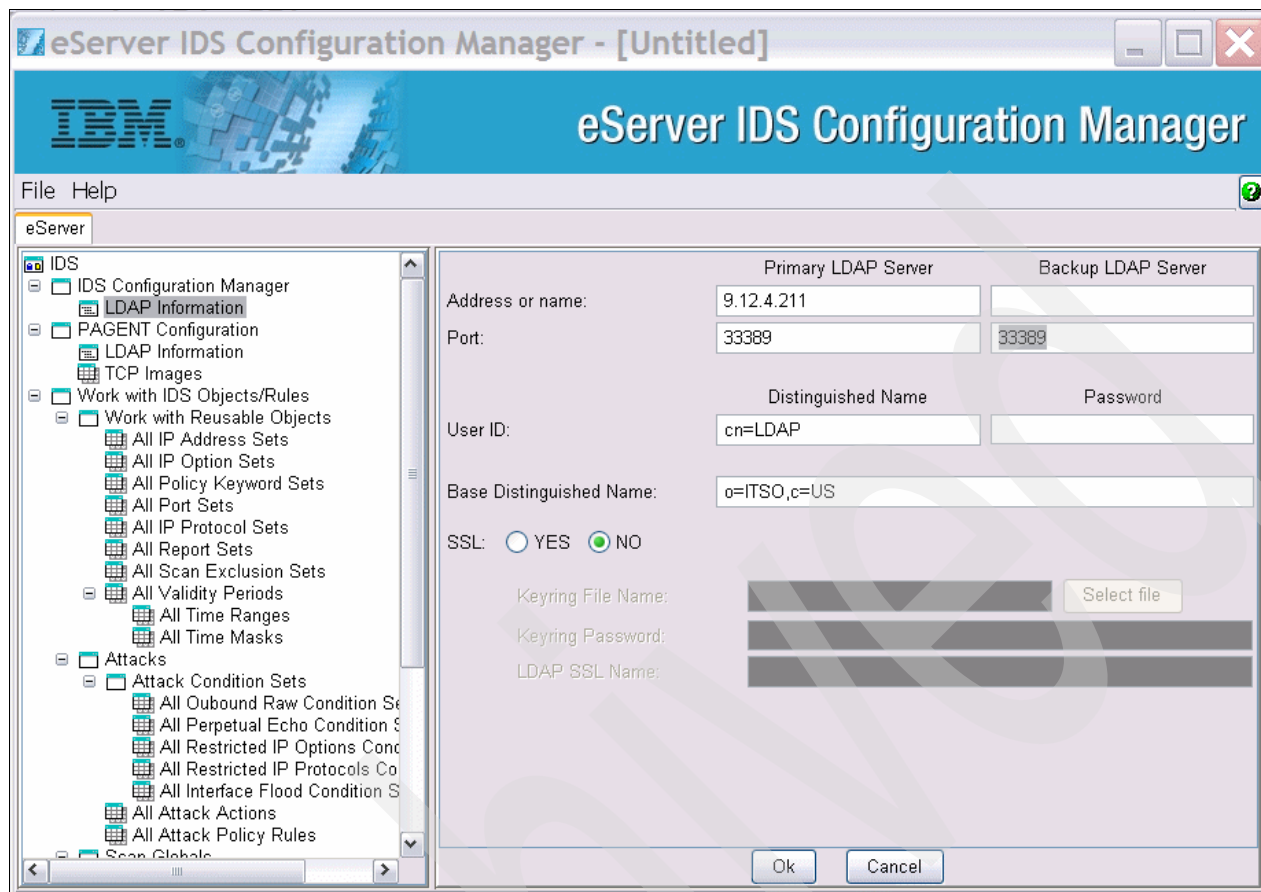 eServer IDS Configuration Manager - [Untitled]
IBM®
eServer IDS Configuration Manager
File Help
eServer
IDS
IDS Configuration Manager
LDAP Information
PAGENT Configuration
LDAP Information
TCP Images
Work with IDS Objects/Rules
Work with Reusable Objects
All IP Address Sets
All IP Option Sets
All Policy Keyword Sets
All Port Sets
All IP Protocol Sets
All Report Sets
All Scan Exclusion Sets
All Validity Periods
All Time Ranges
All Time Masks
Attacks
Attack Condition Sets
All Oubound Raw Condition Se
All Perpetual Echo Condition S
All Restricted IP Options Cond
All Restricted IP Protocols Co
All Interface Flood Condition S
All Attack Actions
All Attack Policy Rules
Scan Globals
Primary LDAP Server Backup LDAP Server
Address or name: 9.12.4.211
Port: 33389 33389
Distinguished Name Password
User ID: cn=LDAP
Base Distinguished Name: o=ITSO,c=US
SSL: YES NO
Keyring File Name: Select file
Keyring Password:
LDAP SSL Name:
Ok Cancel